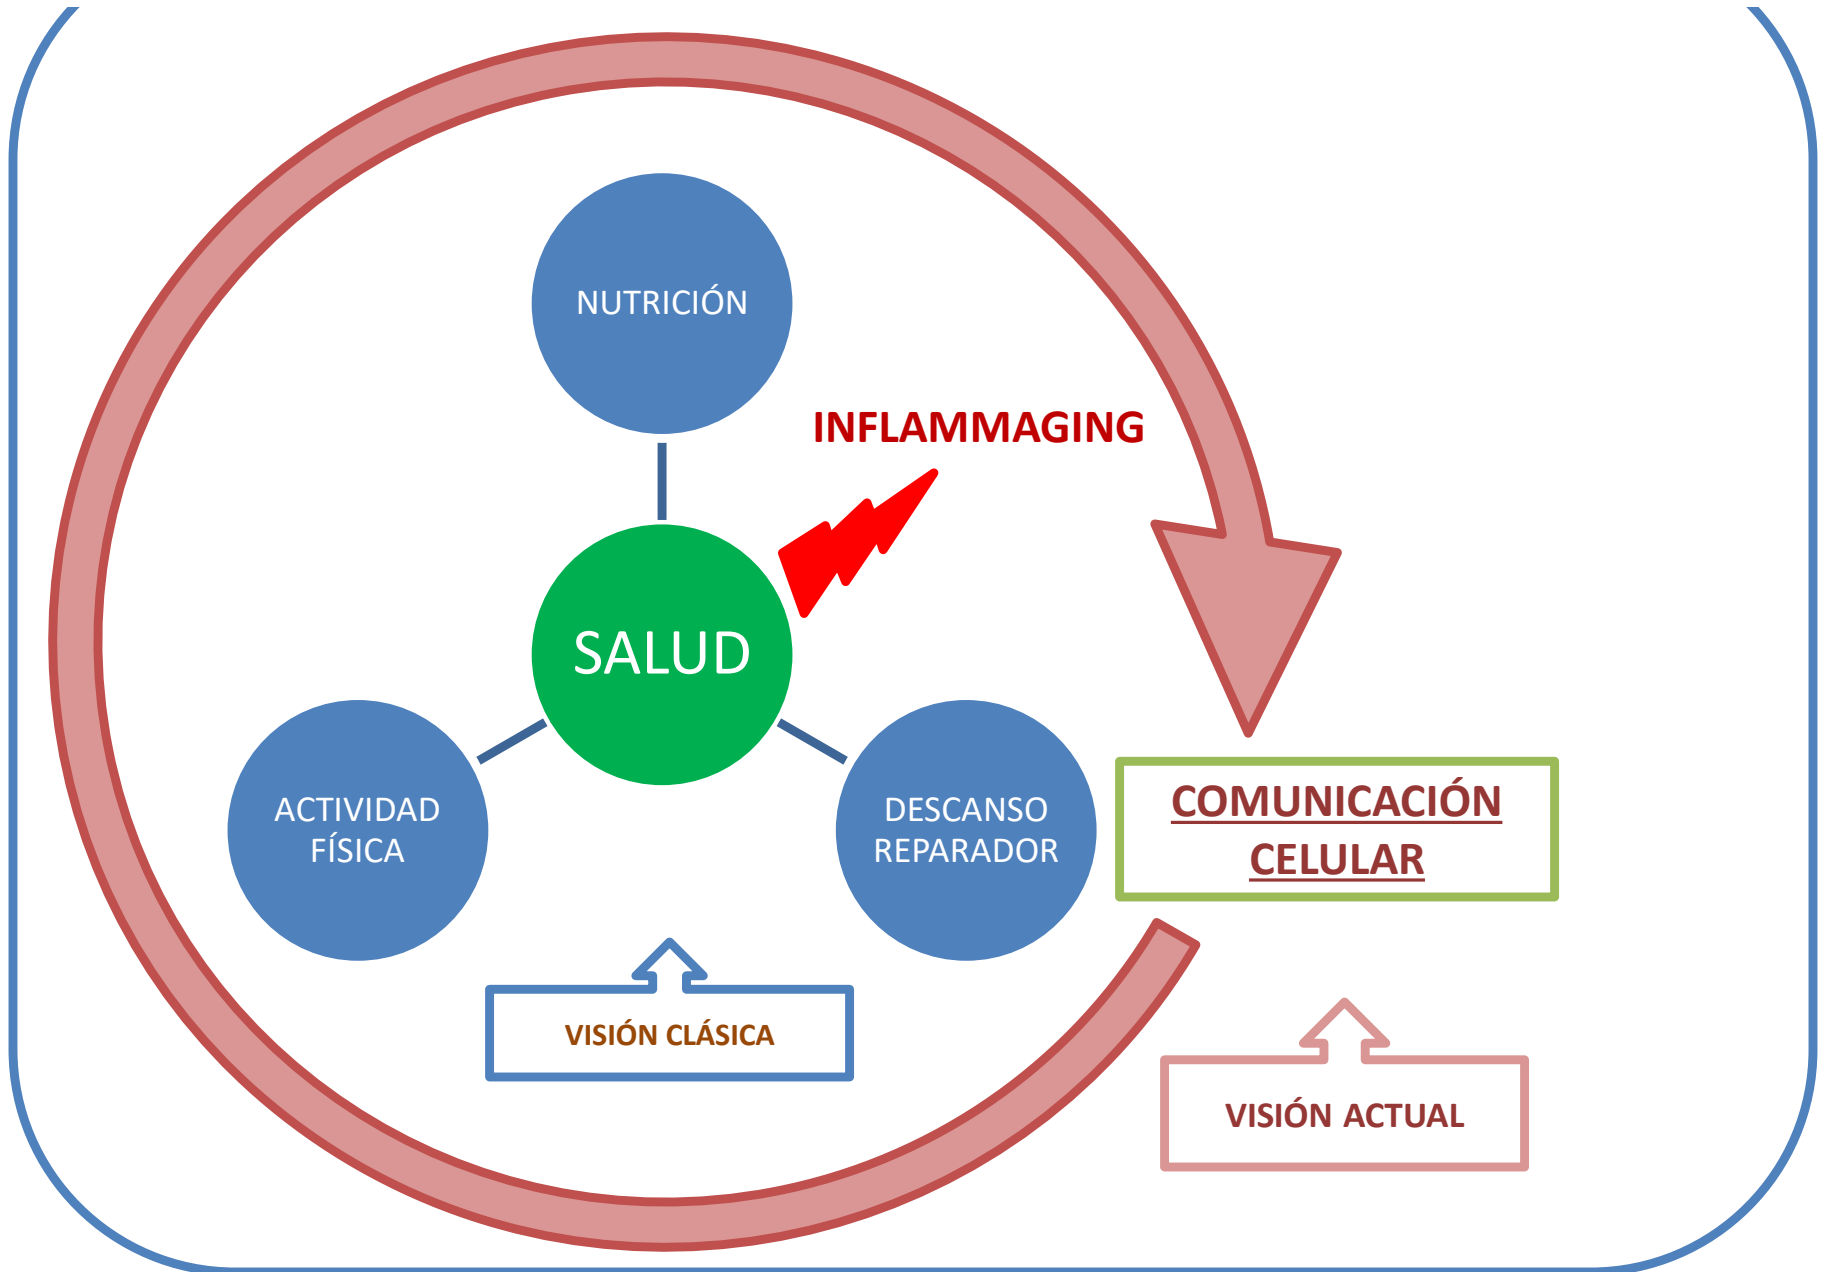 NUTRICIÓN
INFLAMMAGING
SALUD
ACTIVIDAD
FÍSICA
DESCANSO
REPARADOR
COMUNICACIÓN
CELULAR
VISIÓN CLÁSICA
VISIÓN ACTUAL